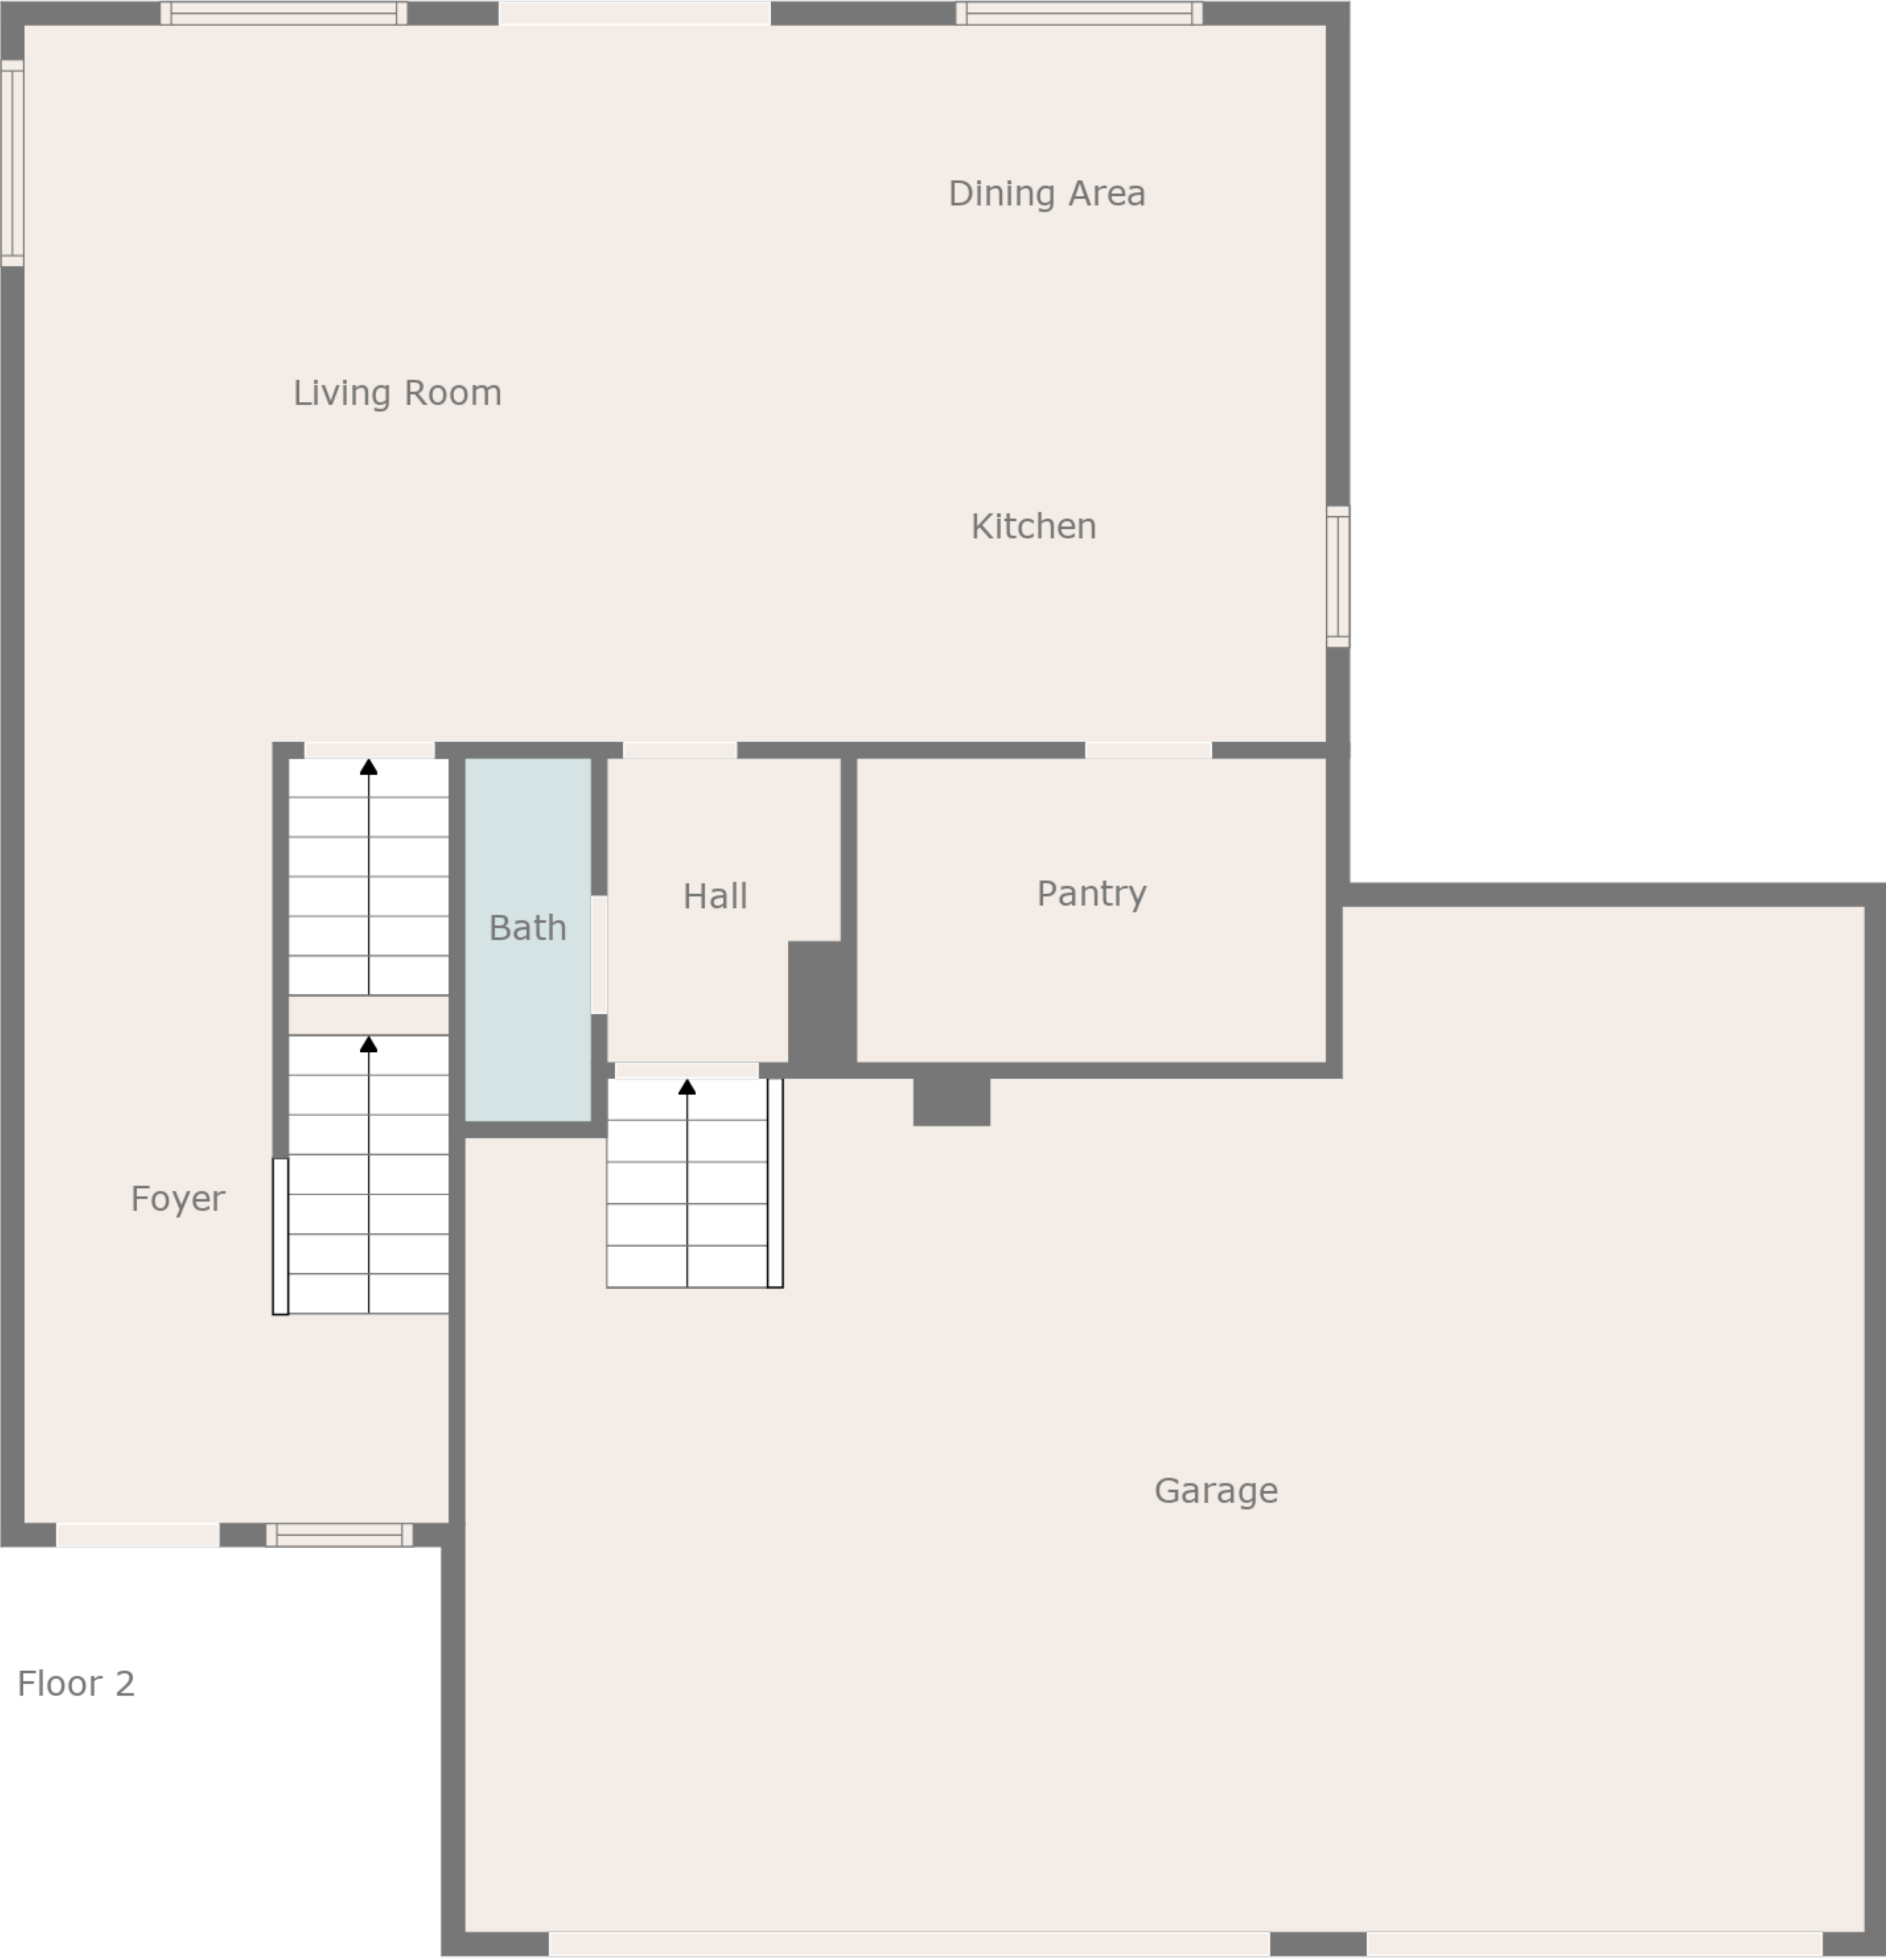 Dining Area
Living Room
Kitchen
Hall
Pantry
Bath
Foyer
Garage
Floor 2